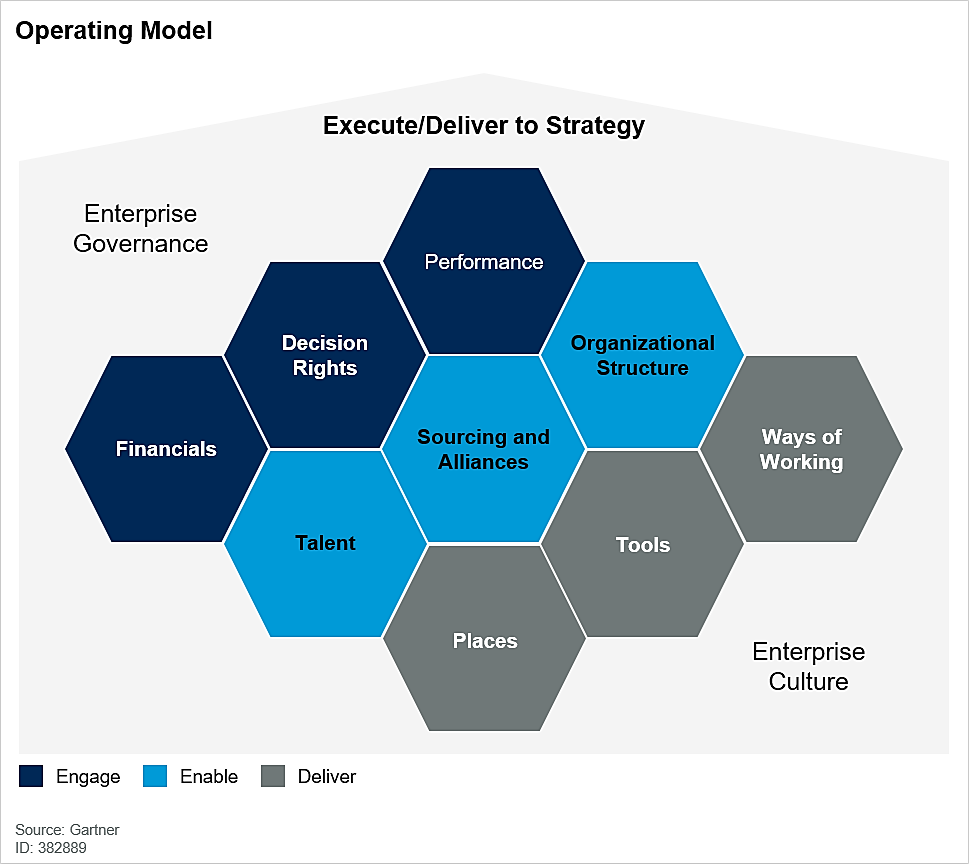 Operating Model
Execute/Deliver to Strategy
Enterprise
Governance
Performance
Decision
Rights
Organizational
Structure
Financials
Sourcing and
Alliances
Ways of
Working
Talent
Tools
Places
Enterprise
Culture
Engage
Enable
Deliver
Source: Gartner
ID: 382889